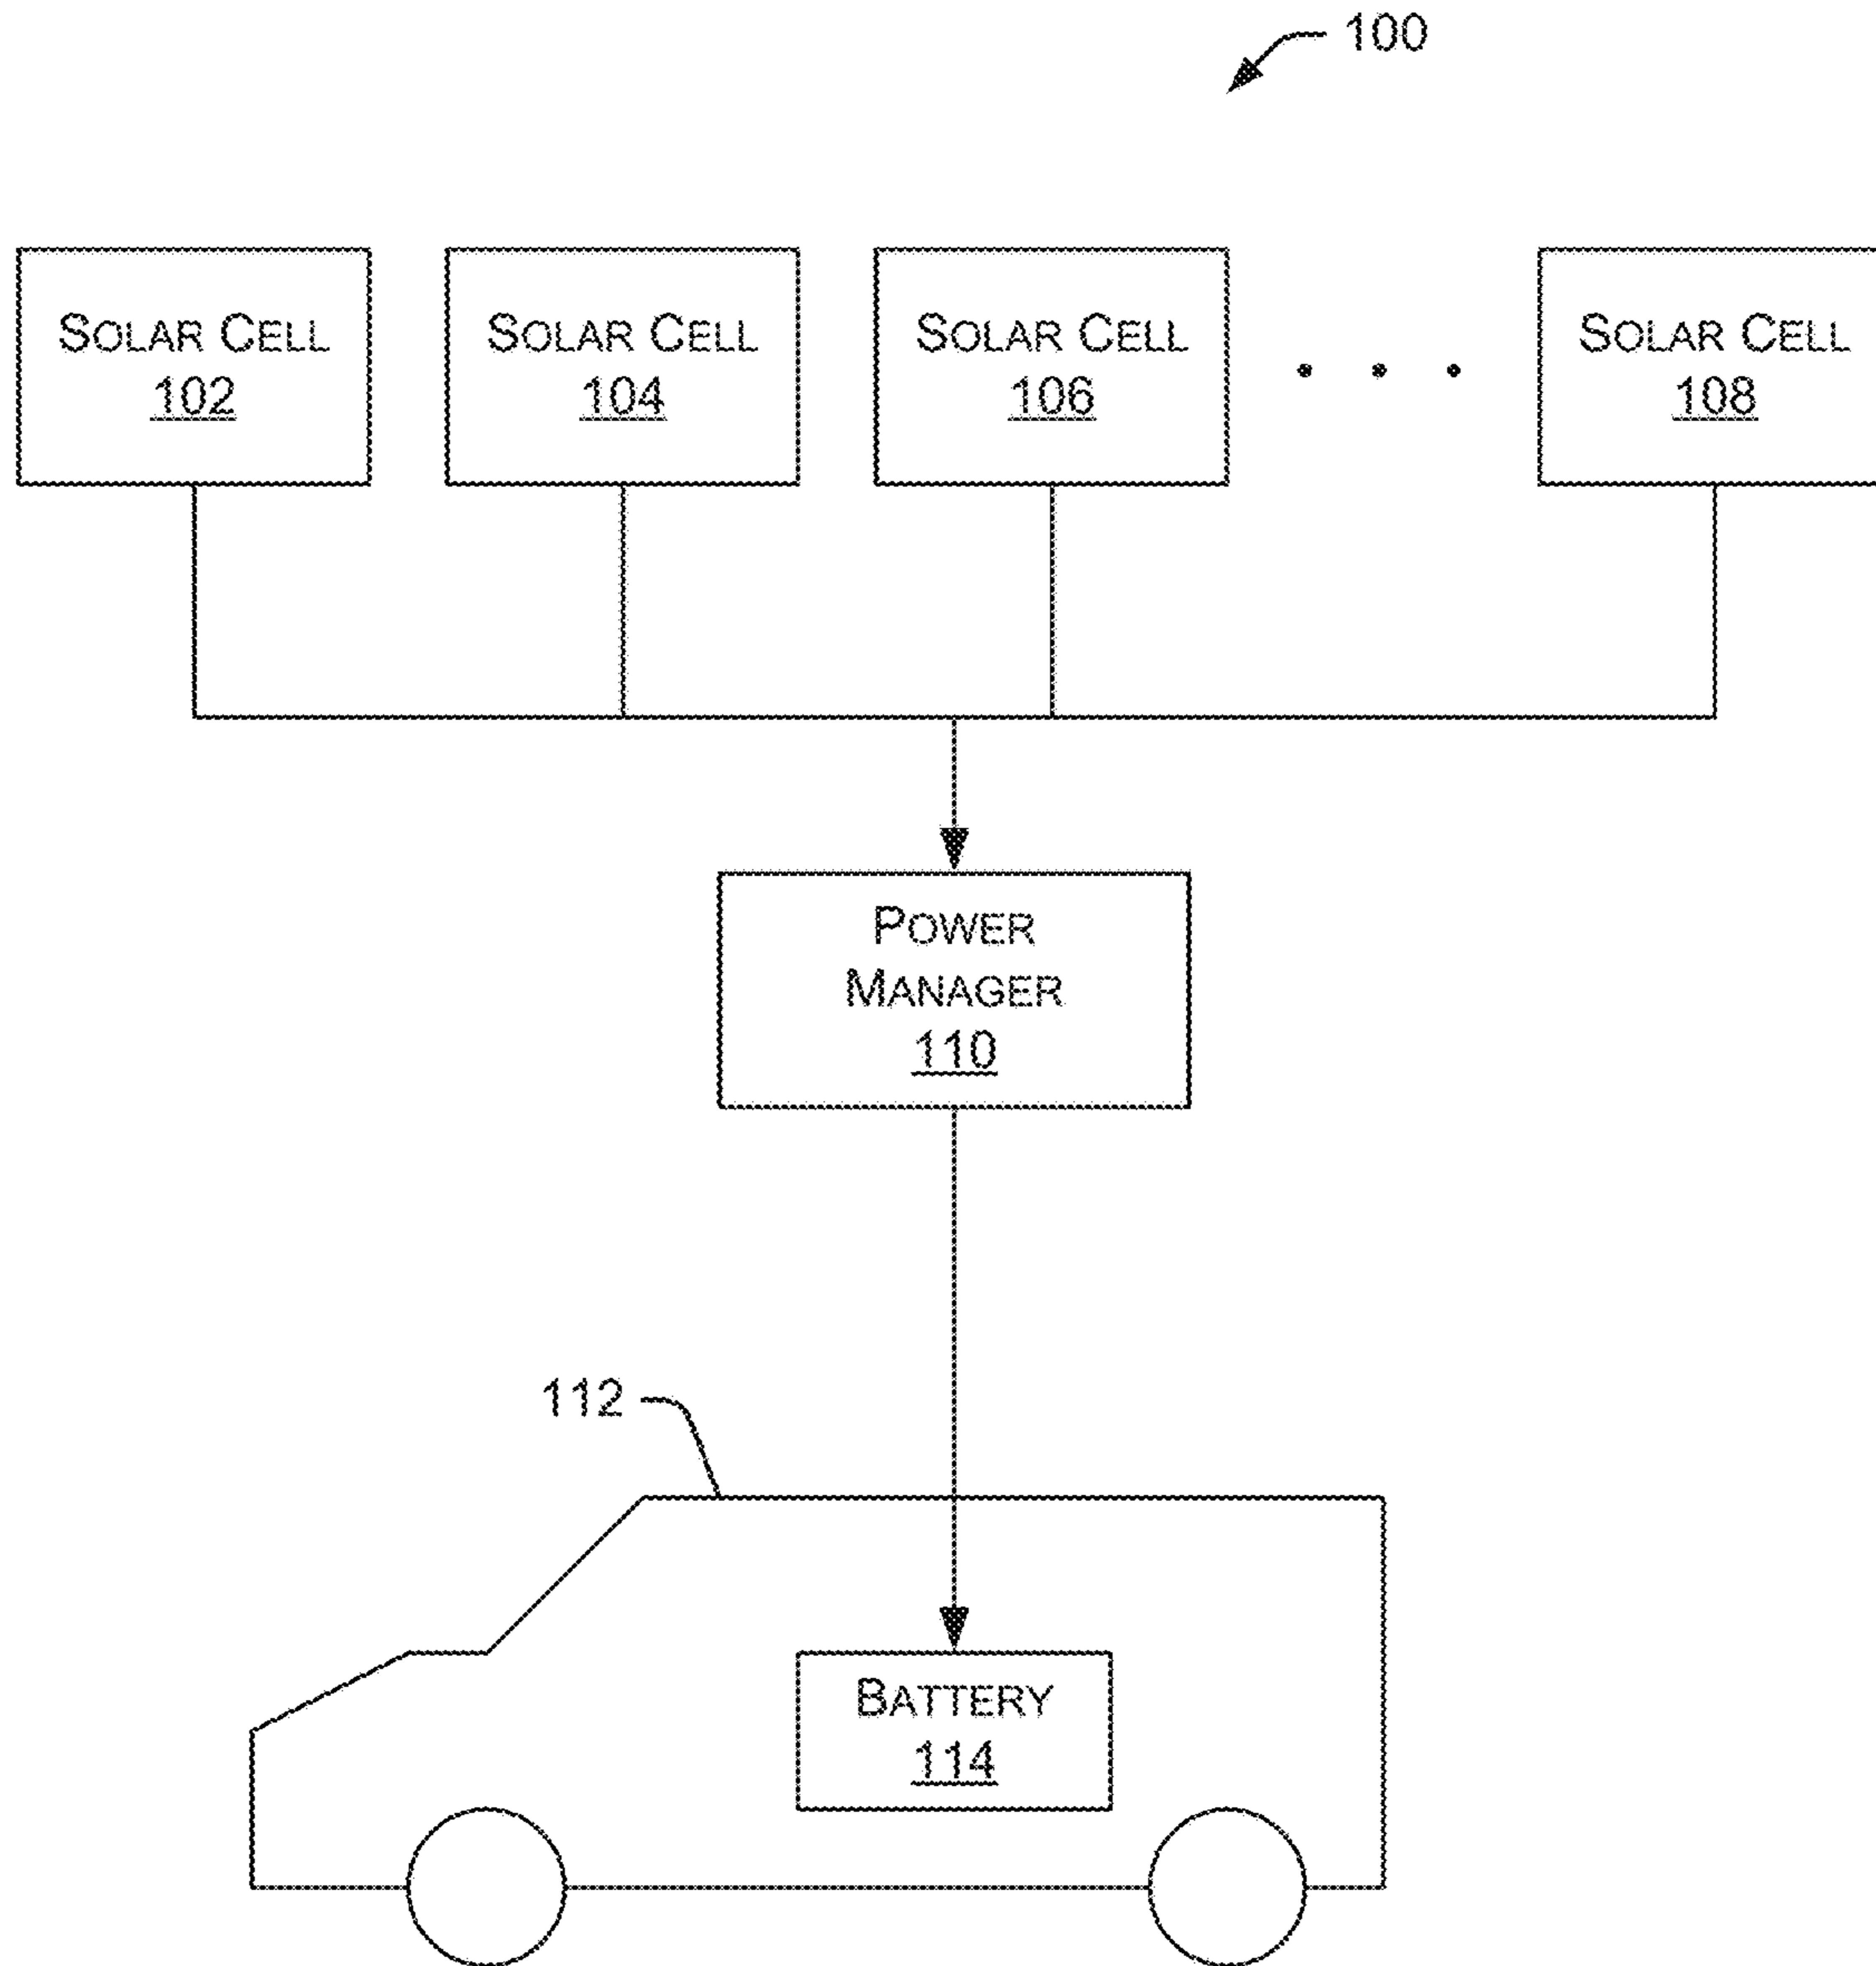 100
SOLAR CELL
102
SOLAR CELL
104
SOLAR CELL
106
• • •
SOLAR CELL
108
POWER
MANAGER
110
112
BATTERY
114